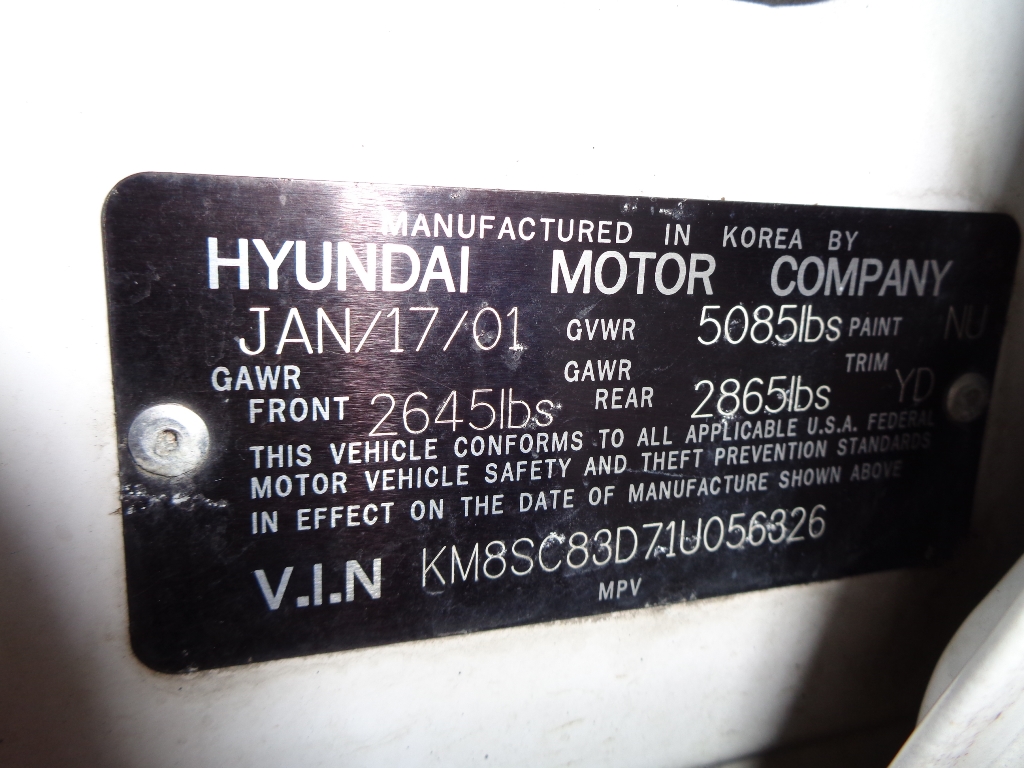 MANUFACTURED IN KOREA BY
HYUNDAI MOTOR COMPANY
JAN/17/01 GVWR 5085lbs PAINT NU
GAWR FRONT 2645lbs GAWR REAR 2865lbs TRIM YD
THIS VEHICLE CONFORMS TO ALL APPLICABLE U.S.A. FEDERAL
MOTOR VEHICLE SAFETY AND THEFT PREVENTION STANDARDS
IN EFFECT ON THE DATE OF MANUFACTURE SHOWN ABOVE
V.I.N KM8SC83D71U056326
MPV